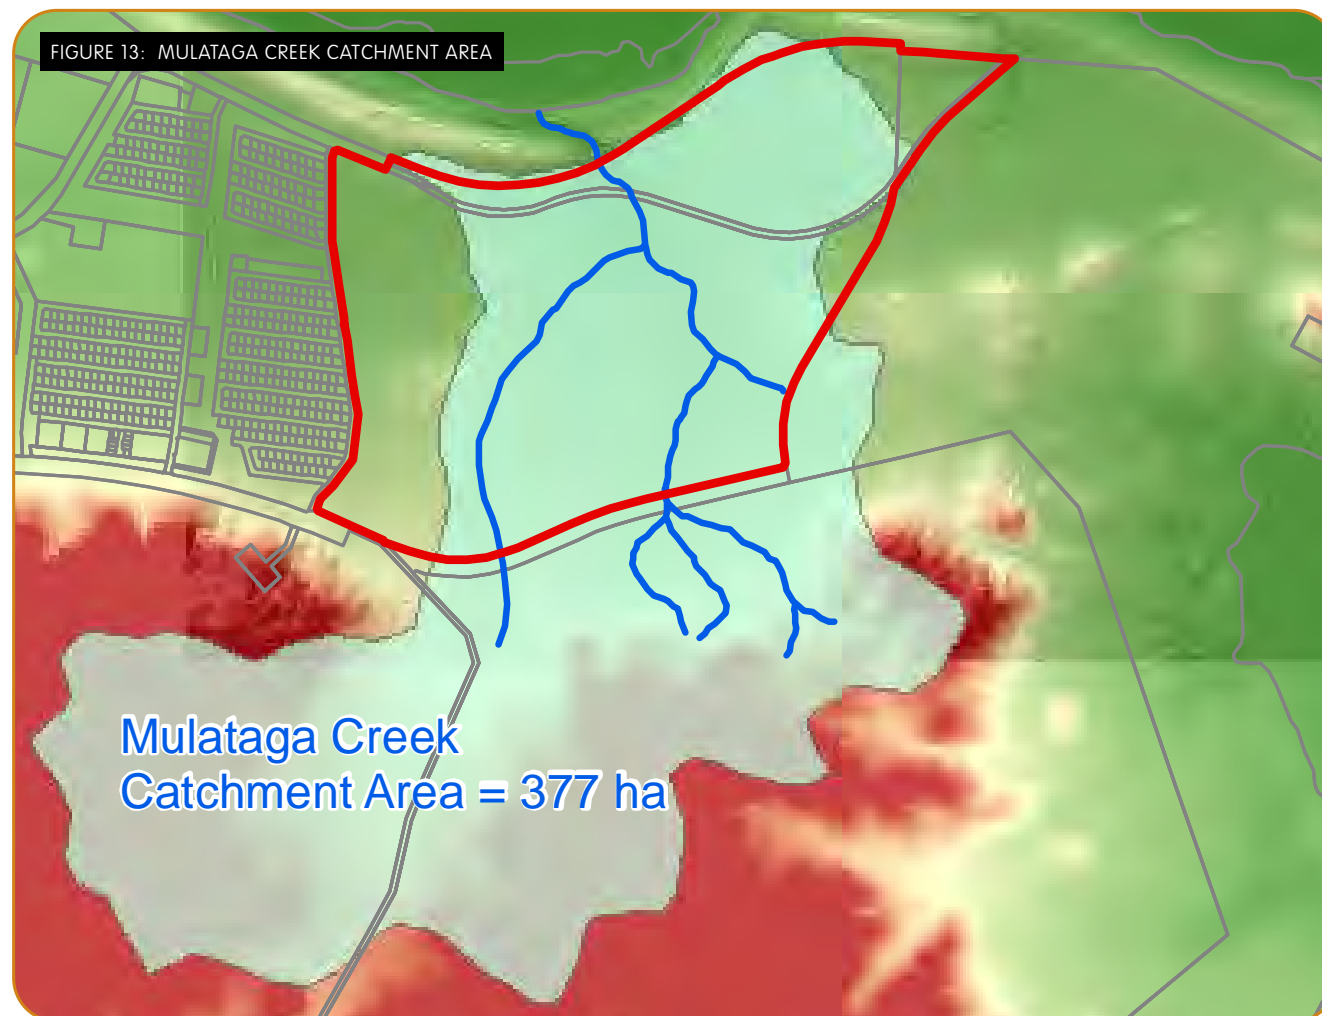 FIGURE 13: MULATAGA CREEK CATCHMENT AREA
Mulataga Creek
Catchment Area = 377 ha